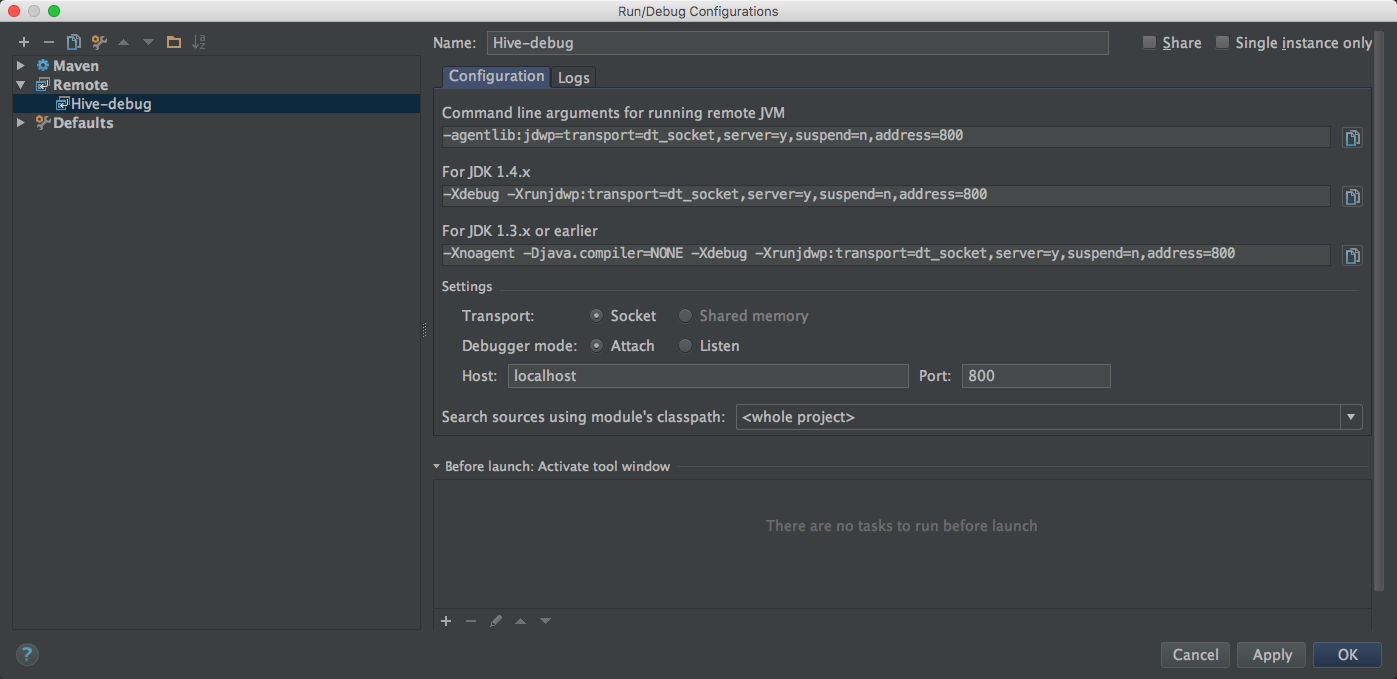 Run/Debug Configurations
Maven
Remote
Hive-debug
Defaults
Name: Hive-debug Share Single instance only
Configuration Logs
Command line arguments for running remote JVM
-agentlib:jdwp=transport=dt_socket,server=y,suspend=n,address=800
For JDK 1.4.x
-Xdebug -Xrunjdwp:transport=dt_socket,server=y,suspend=n,address=800
For JDK 1.3.x or earlier
-Xnoagent -Djava.compiler=NONE -Xdebug -Xrunjdwp:transport=dt_socket,server=y,suspend=n,address=800
Settings
Transport: Socket Shared memory
Debugger mode: Attach Listen
Host: localhost Port: 800
Search sources using module's classpath: <whole project>
Before launch: Activate tool window
There are no tasks to run before launch
? Cancel Apply OK